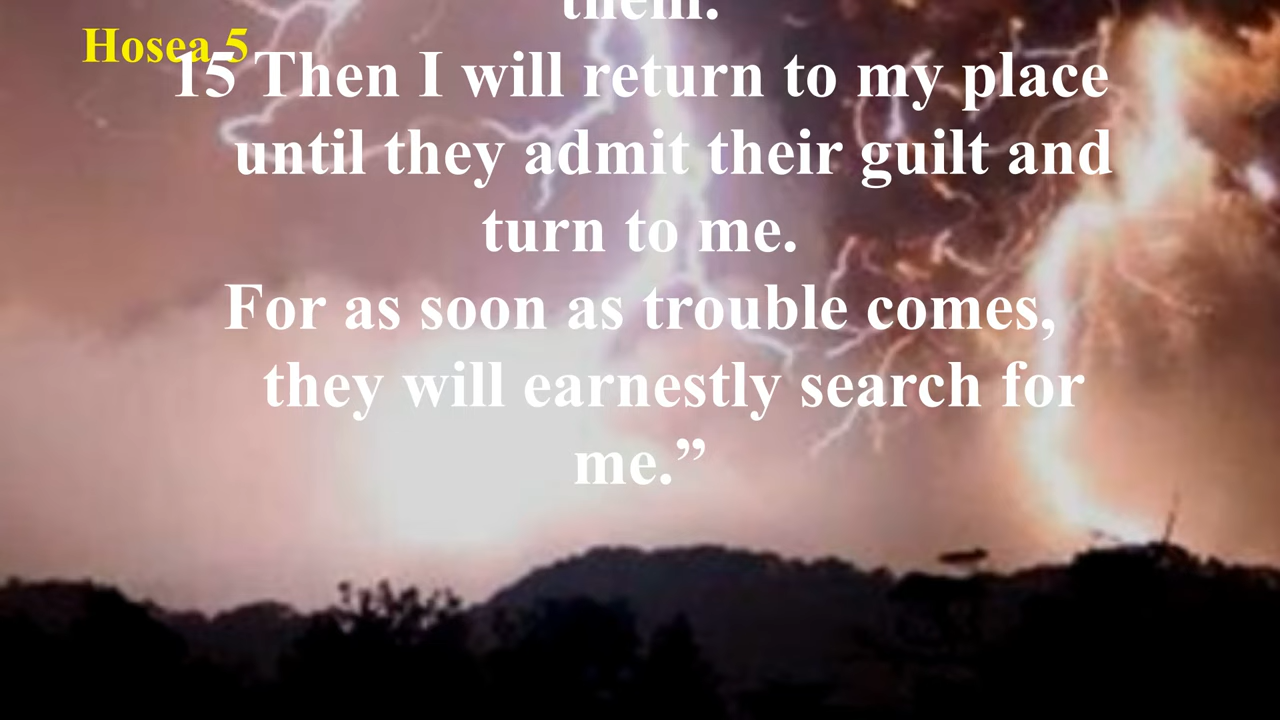 them.
Hosea 5
15 Then I will return to my place
until they admit their guilt and
turn to me.
For as soon as trouble comes,
they will earnestly search for
me.”